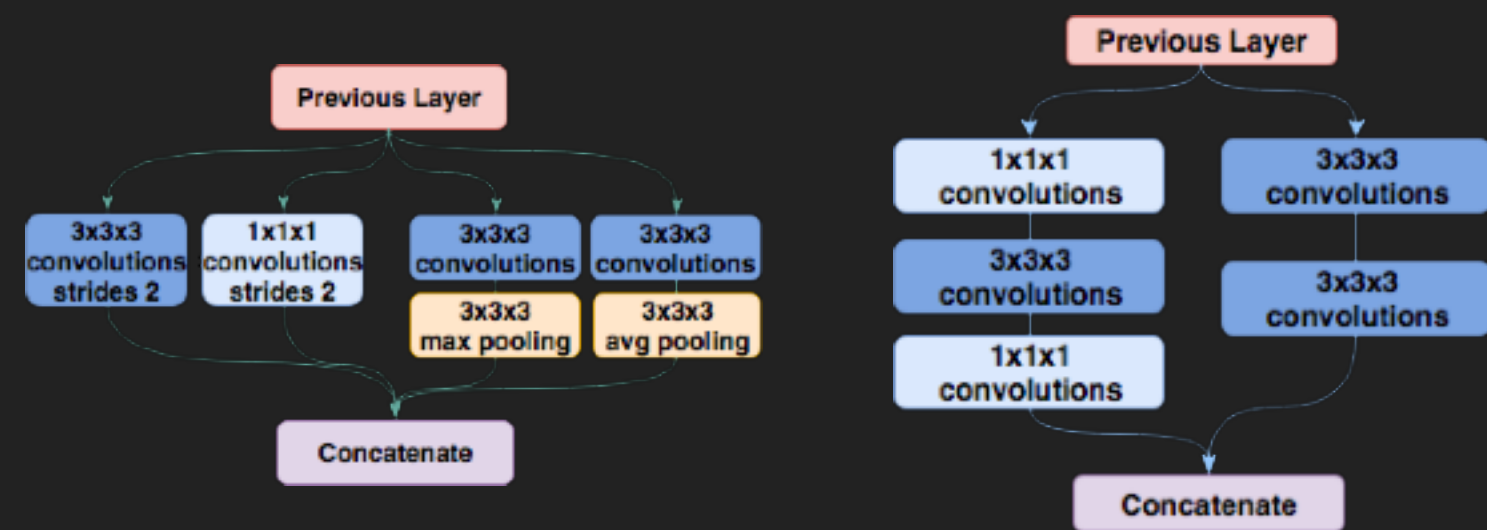 Previous Layer
3x3x3
convolutions
strides 2
1x1x1
convolutions
strides 2
3x3x3
convolutions
3x3x3
max pooling
3x3x3
convolutions
3x3x3
avg pooling
Concatenate
Previous Layer
1x1x1
convolutions
3x3x3
convolutions
1x1x1
convolutions
3x3x3
convolutions
3x3x3
convolutions
Concatenate